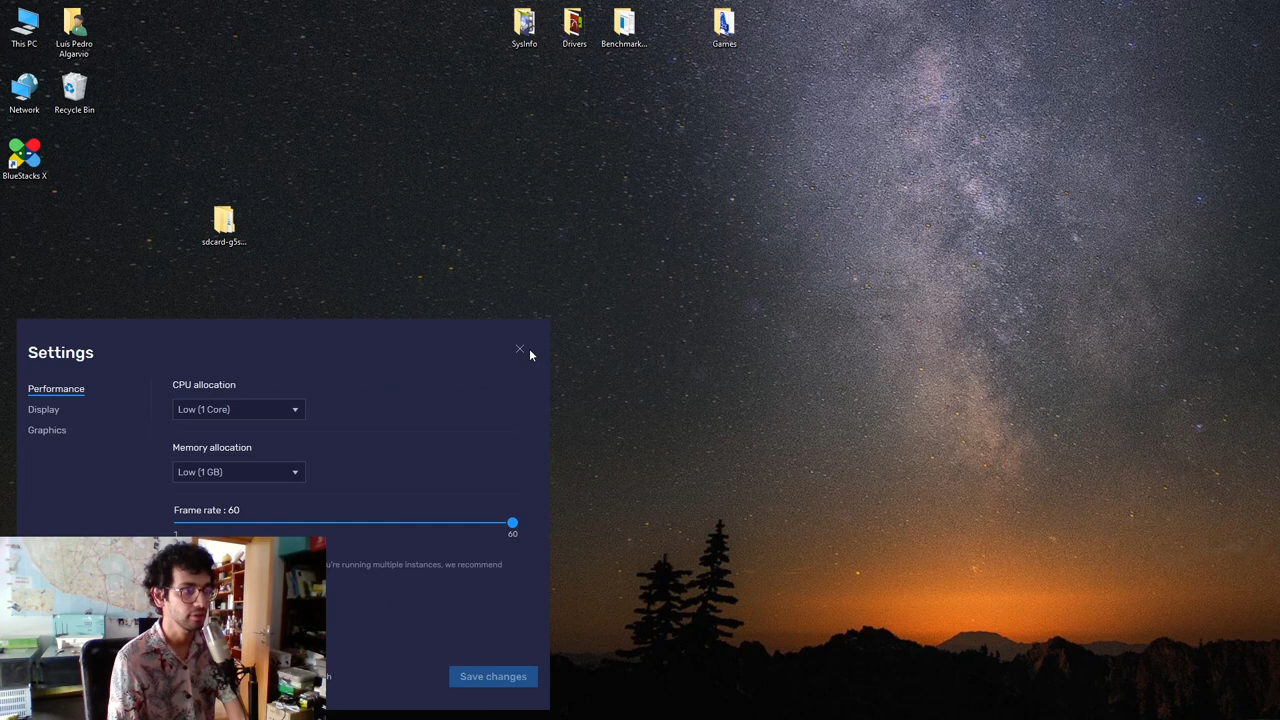 This PC
Luís Pedro
Algarvio
SysInfo
Drivers
Benchmark...
Games
Network
Recycle Bin
BlueStacks X
sdcard-g5s...
Settings
Performance
Display
Graphics
CPU allocation
Low (1 Core)
Memory allocation
Low (1 GB)
Frame rate : 60
1
60
u're running multiple instances, we recommend
h
Save changes